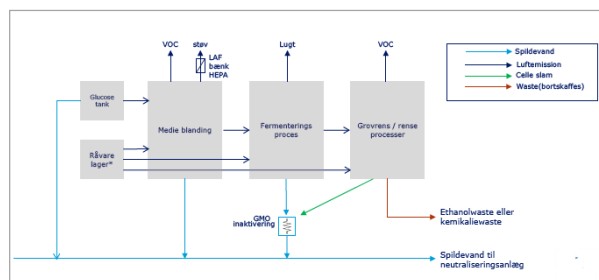 VOC
støv
LAF
bænk
HEPA
Lugt
VOC
Spildevand
Luftemission
Celle slam
Waste(bortskaffes)
Glucose
tank
Medie blanding
Fermenterings
proces
Grovrens / rense
processer
Råvare
lager*
GMO
inaktivering
Ethanolwaste eller
kemikaliewaste
Spildevand til
neutraliseringsanlæg